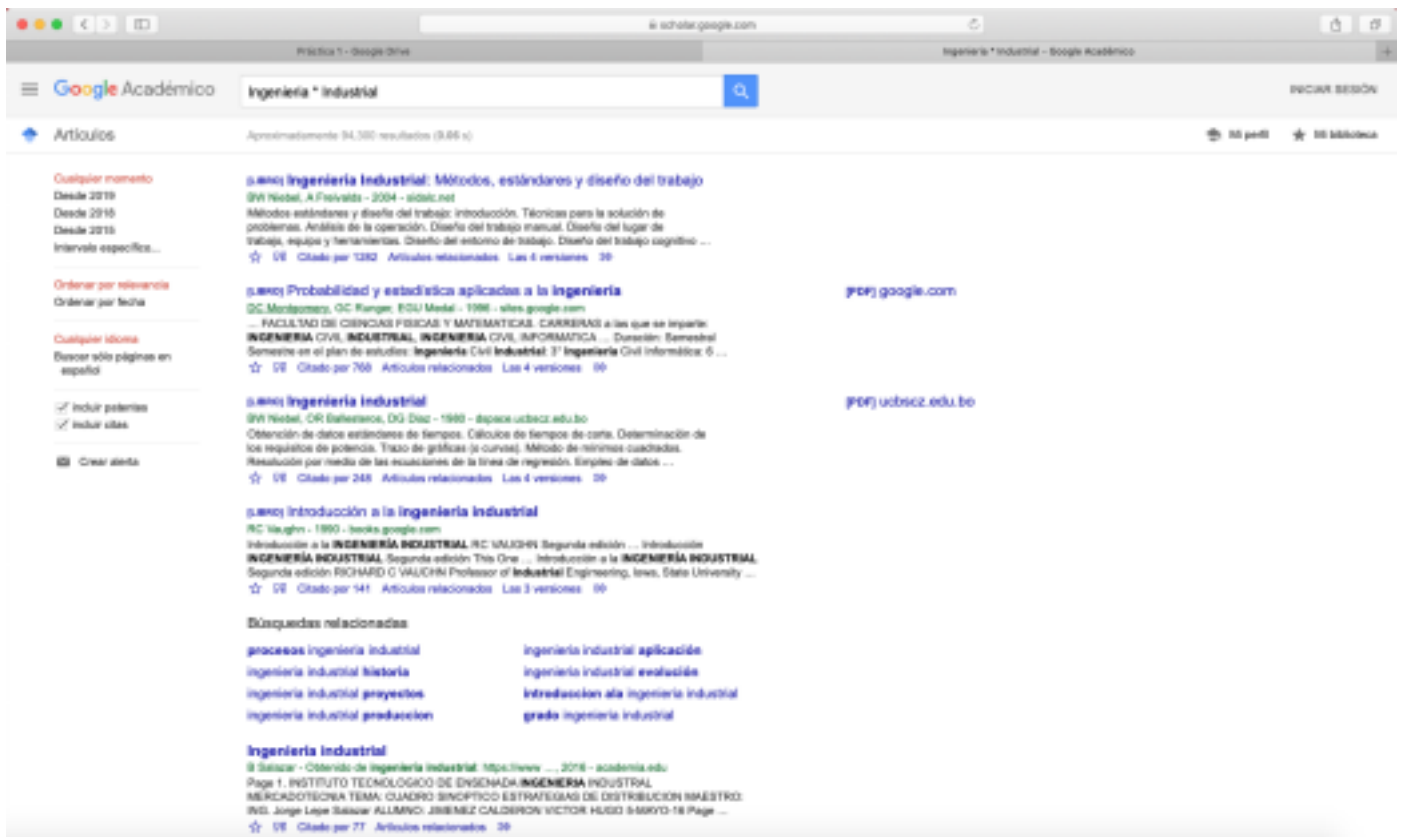 scholar.google.com
Práctica 1 - Google Drive
Ingeniería * Industrial - Google Académico
Google Académico
Ingenieria * Industrial
INICIAR SESIÓN
Artículos
Aproximadamente 94,300 resultados (0.06 s)
Mi perfil
Mi biblioteca
Cualquier momento
Desde 2019
Desde 2018
Desde 2015
Intervalo específico...
Ordenar por relevancia
Ordenar por fecha
Cualquier idioma
Buscar sólo páginas en
español
incluir patentes
incluir citas
Crear alerta
[LIBRO] Ingeniería Industrial: Métodos, estándares y diseño del trabajo
BW Niebel, A Freivalds - 2004 - sidalc.net
Métodos estándares y diseño del trabajo: introducción. Técnicas para la solución de
problemas. Análisis de la operación. Diseño del trabajo manual. Diseño del lugar de
trabajo, equipo y herramientas. Diseño del entorno de trabajo. Diseño del trabajo cognitivo ...
Citado por 1282 Artículos relacionados Las 4 versiones
[LIBRO] Probabilidad y estadística aplicadas a la ingeniería
DC Montgomery, GC Runger, EGU Medal - 1996 - sites.google.com
... FACULTAD DE CIENCIAS FISICAS Y MATEMATICAS. CARRERAS a las que se imparte:
INGENIERIA CIVIL INDUSTRIAL, INGENIERIA CIVIL INFORMATICA ... Duración: Semestral
Semestre en el plan de estudios: Ingeniería Civil Industrial: 3° Ingeniería Civil Informática: 6 ...
Citado por 768 Artículos relacionados Las 4 versiones
[PDF] google.com
[LIBRO] Ingeniería industrial
BW Niebel, OR Ballesteros, DG Díaz - 1980 - dspace.ucbscz.edu.bo
Obtención de datos estándares de tiempos. Cálculos de tiempos de corte. Determinación de
los requisitos de potencia. Trazo de gráficas (o curvas). Método de mínimos cuadrados.
Resolución por medio de las ecuaciones de la línea de regresión. Empleo de datos ...
Citado por 248 Artículos relacionados Las 4 versiones
[PDF] ucbscz.edu.bo
[LIBRO] Introducción a la ingeniería industrial
RC Vaughn - 1990 - books.google.com
Introducción a la INGENIERÍA INDUSTRIAL RC VAUGHN Segunda edición ... Introducción
INGENIERÍA INDUSTRIAL Segunda edición This One ... Introducción a la INGENIERÍA INDUSTRIAL
Segunda edición RICHARD C VAUGHN Professor of Industrial Engineering, Iowa, State University ...
Citado por 141 Artículos relacionados Las 3 versiones
Búsquedas relacionadas
procesos ingenieria industrial
ingenieria industrial aplicación
ingenieria industrial historia
ingenieria industrial evolución
ingenieria industrial proyectos
introduccion ala ingenieria industrial
ingenieria industrial produccion
grado ingenieria industrial
Ingenieria industrial
B Salazar - Obtenido de ingeniería industrial: https://www ..., 2016 - academia.edu
Page 1. INSTITUTO TECNOLOGICO DE ENSENADA INGENIERIA INDUSTRAL
MERCADOTECNIA TEMA: CUADRO SINOPTICO ESTRATEGIAS DE DISTRIBUCION MAESTRO:
ING. Jorge Lepe Salazar ALUMNO: JIMENEZ CALDERON VICTOR HUGO 5-MAYO-16 Page ...
Citado por 77 Artículos relacionados